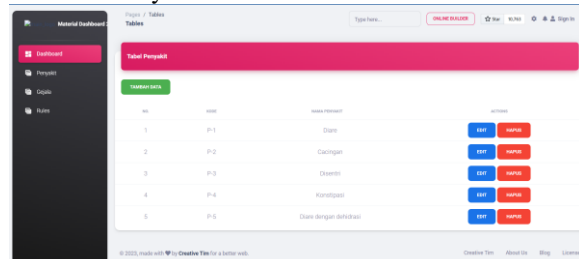 Material Dashboard 2
Pages / Tables
Tables
Type here...
ONLINE BUILDER
Star
Sign In
Dashboard
Penyakit
Gejala
Rules
Tabel Penyakit
TAMBAH DATA
NO. KODE NAMA PENYAKIT ACTIONS
1 P-1 Diare EDIT HAPUS
2 P-2 Cacingan EDIT HAPUS
3 P-3 Disentri EDIT HAPUS
4 P-4 Konstipasi EDIT HAPUS
5 P-5 Diare dengan dehidrasi EDIT HAPUS
© 2023, made with ♥ by Creative Tim for a better web.
Creative Tim About Us Blog License